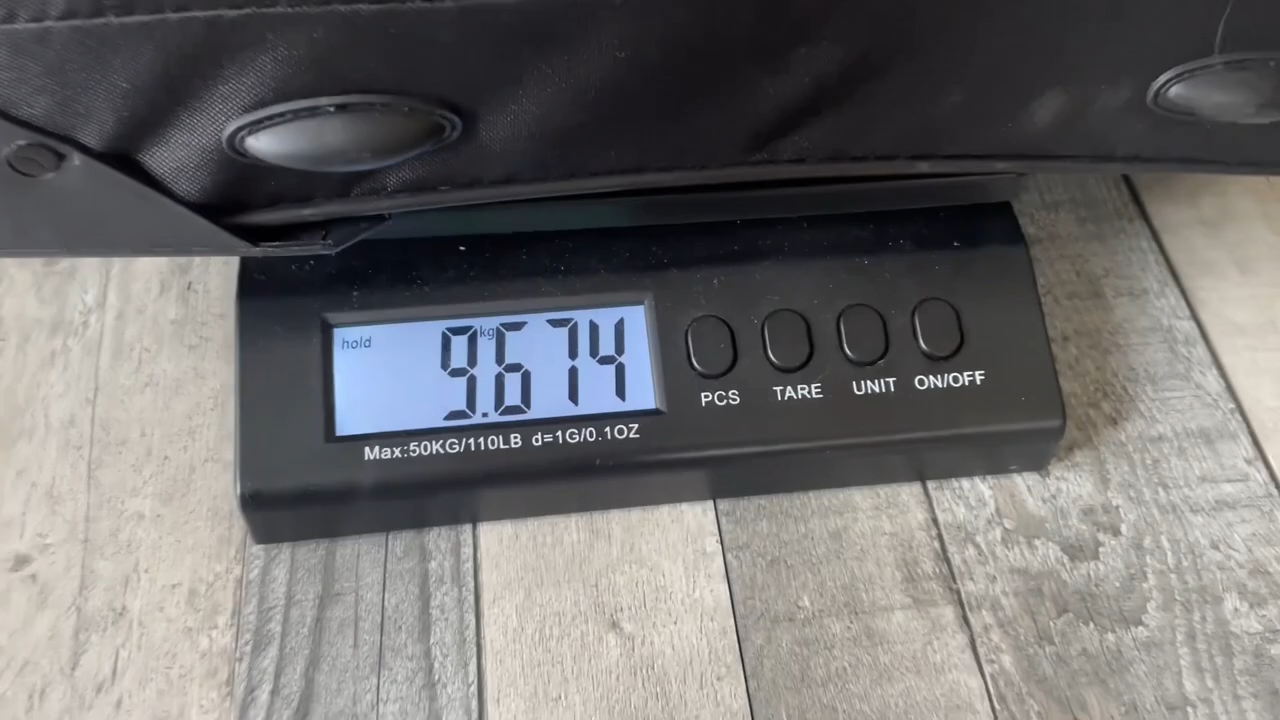 hold
kg
9.674
PCS TARE UNIT ON/OFF
Max:50KG/110LB d=1G/0.1OZ